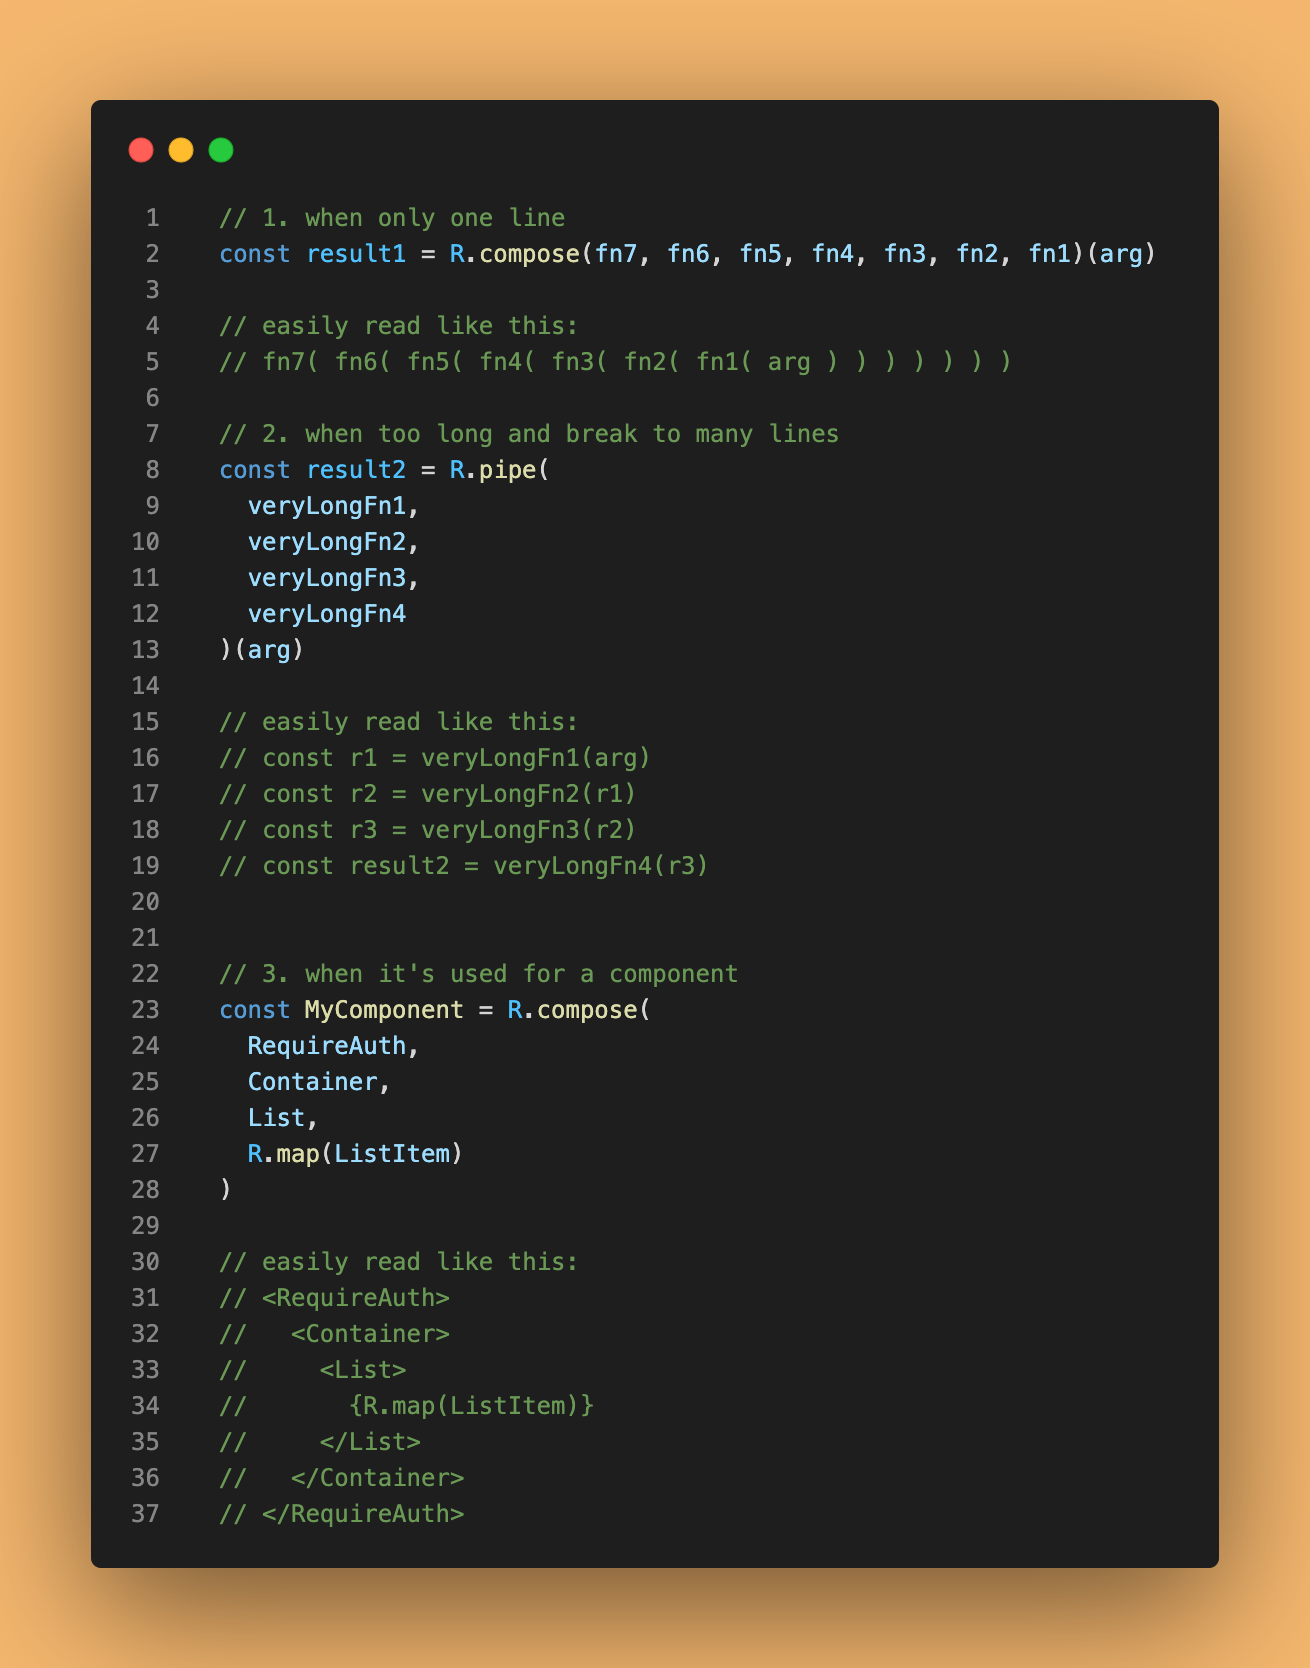 1 // 1. when only one line
2 const result1 = R.compose(fn7, fn6, fn5, fn4, fn3, fn2, fn1)(arg)
3
4 // easily read like this:
5 // fn7( fn6( fn5( fn4( fn3( fn2( fn1( arg ) ) ) ) ) ) )
6
7 // 2. when too long and break to many lines
8 const result2 = R.pipe(
9   veryLongFn1,
10   veryLongFn2,
11   veryLongFn3,
12   veryLongFn4
13 )(arg)
14
15 // easily read like this:
16 // const r1 = veryLongFn1(arg)
17 // const r2 = veryLongFn2(r1)
18 // const r3 = veryLongFn3(r2)
19 // const result2 = veryLongFn4(r3)
20
21
22 // 3. when it's used for a component
23 const MyComponent = R.compose(
24   RequireAuth,
25   Container,
26   List,
27   R.map(ListItem)
28 )
29
30 // easily read like this:
31 // <RequireAuth>
32 //   <Container>
33 //     <List>
34 //       {R.map(ListItem)}
35 //     </List>
36 //   </Container>
37 // </RequireAuth>